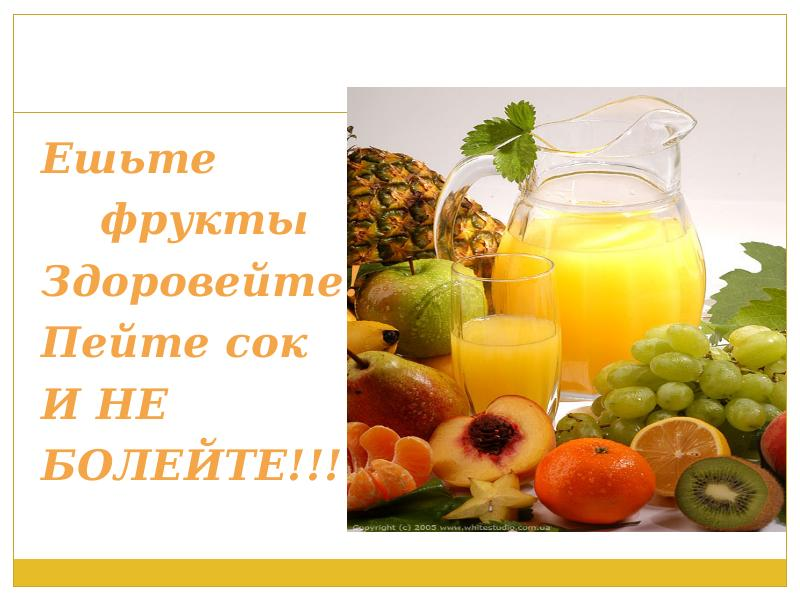 Ешьте
фрукты
Здоровейте!
Пейте сок
И НЕ
БОЛЕЙТЕ!!!
Copyright (c) 2005 www.whitestudio.com.ua